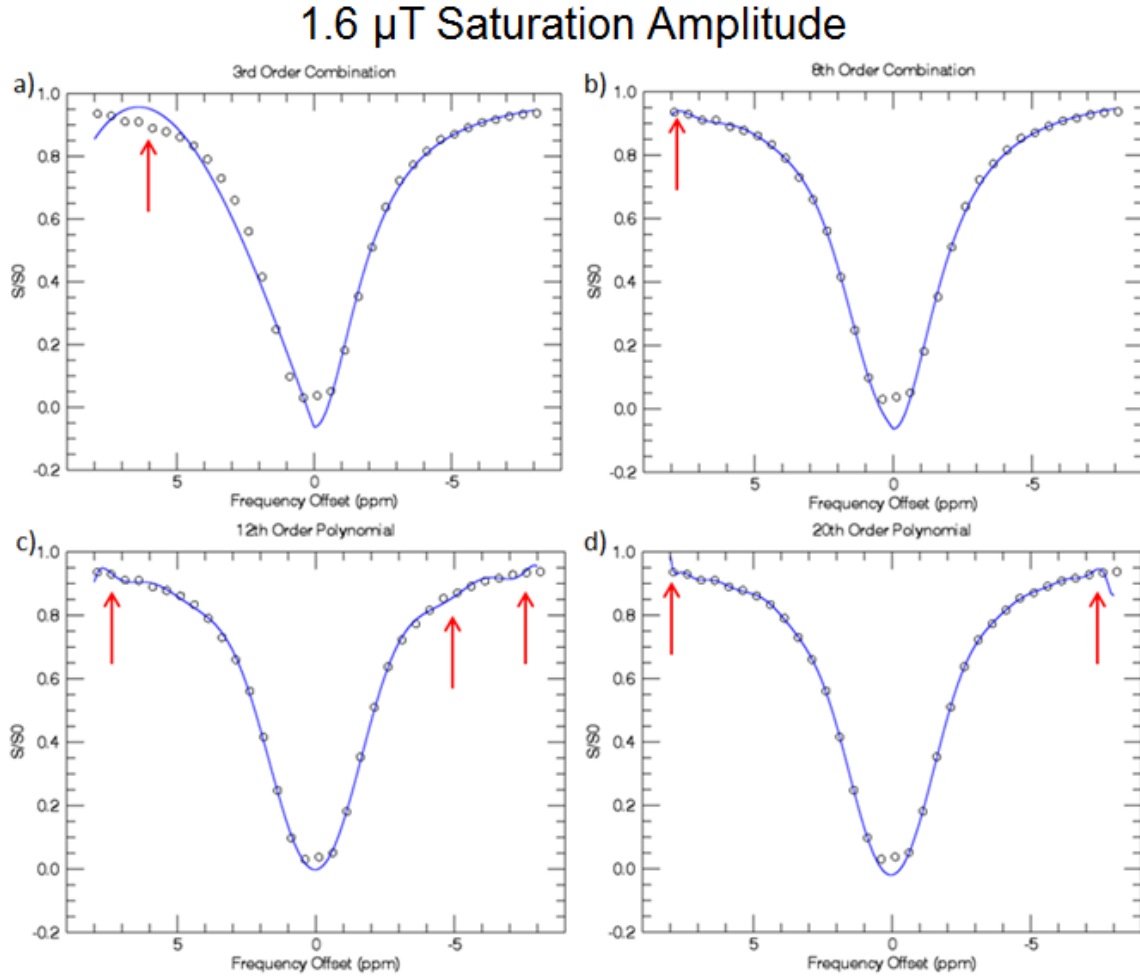 1.6 µT Saturation Amplitude
a)
3rd Order Combination
1.0
0.8
0.6
0.4
0.2
0.0
-0.2
S/S0
5
0
-5
Frequency Offset (ppm)
b)
8th Order Combination
1.0
0.8
0.6
0.4
0.2
0.0
-0.2
S/S0
5
0
-5
Frequency Offset (ppm)
c)
12th Order Polynomial
1.0
0.8
0.6
0.4
0.2
0.0
-0.2
S/S0
5
0
-5
Frequency Offset (ppm)
d)
20th Order Polynomial
1.0
0.8
0.6
0.4
0.2
0.0
-0.2
S/S0
5
0
-5
Frequency Offset (ppm)